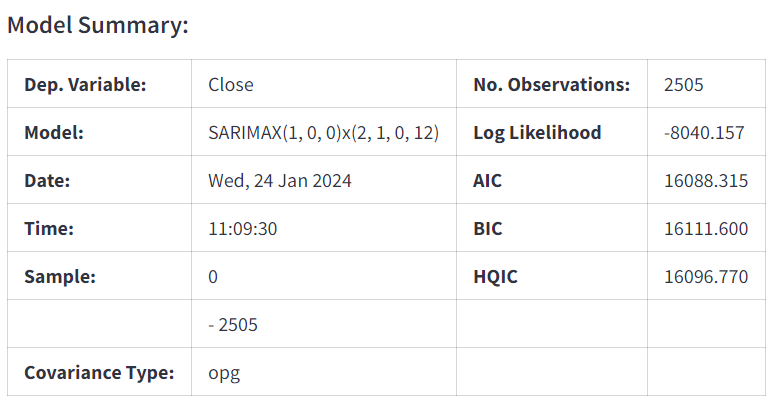 Model Summary:
Dep. Variable: Close No. Observations: 2505
Model: SARIMAX(1, 0, 0)x(2, 1, 0, 12) Log Likelihood -8040.157
Date: Wed, 24 Jan 2024 AIC 16088.315
Time: 11:09:30 BIC 16111.600
Sample: 0 HQIC 16096.770
- 2505
Covariance Type: opg